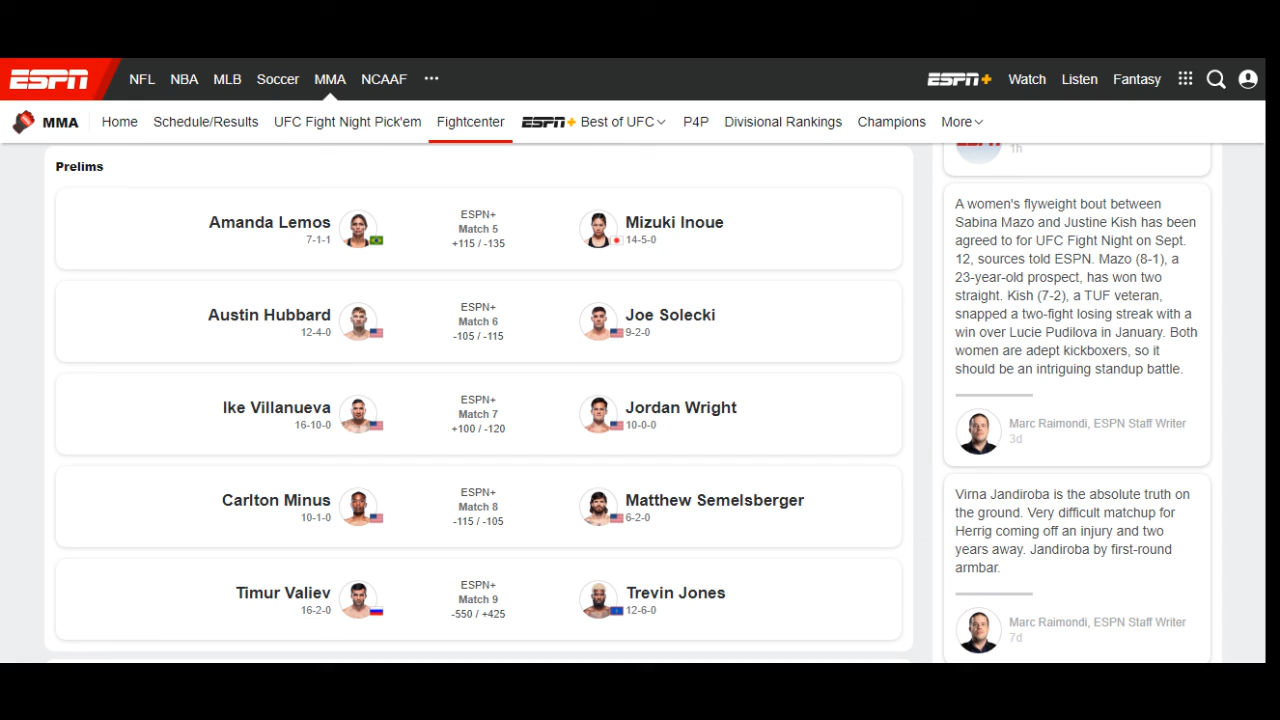 ESPN NFL NBA MLB Soccer MMA NCAAF ••• ESPN+ Watch Listen Fantasy
MMA Home Schedule/Results UFC Fight Night Pick'em Fightcenter ESPN+ Best of UFC P4P Divisional Rankings Champions More
Prelims
Amanda Lemos
7-1-1
ESPN+
Match 5
+115 / -135
Mizuki Inoue
14-5-0
Austin Hubbard
12-4-0
ESPN+
Match 6
-105 / -115
Joe Solecki
9-2-0
Ike Villanueva
16-10-0
ESPN+
Match 7
+100 / -120
Jordan Wright
10-0-0
Carlton Minus
10-1-0
ESPN+
Match 8
-115 / -105
Matthew Semelsberger
6-2-0
Timur Valiev
16-2-0
ESPN+
Match 9
-550 / +425
Trevin Jones
12-6-0
1h
A women's flyweight bout between
Sabina Mazo and Justine Kish has been
agreed to for UFC Fight Night on Sept.
12, sources told ESPN. Mazo (8-1), a
23-year-old prospect, has won two
straight. Kish (7-2), a TUF veteran,
snapped a two-fight losing streak with a
win over Lucie Pudilova in January. Both
women are adept kickboxers, so it
should be an intriguing standup battle.
Marc Raimondi, ESPN Staff Writer
3d
Virna Jandiroba is the absolute truth on
the ground. Very difficult matchup for
Herrig coming off an injury and two
years away. Jandiroba by first-round
armbar.
Marc Raimondi, ESPN Staff Writer
7d